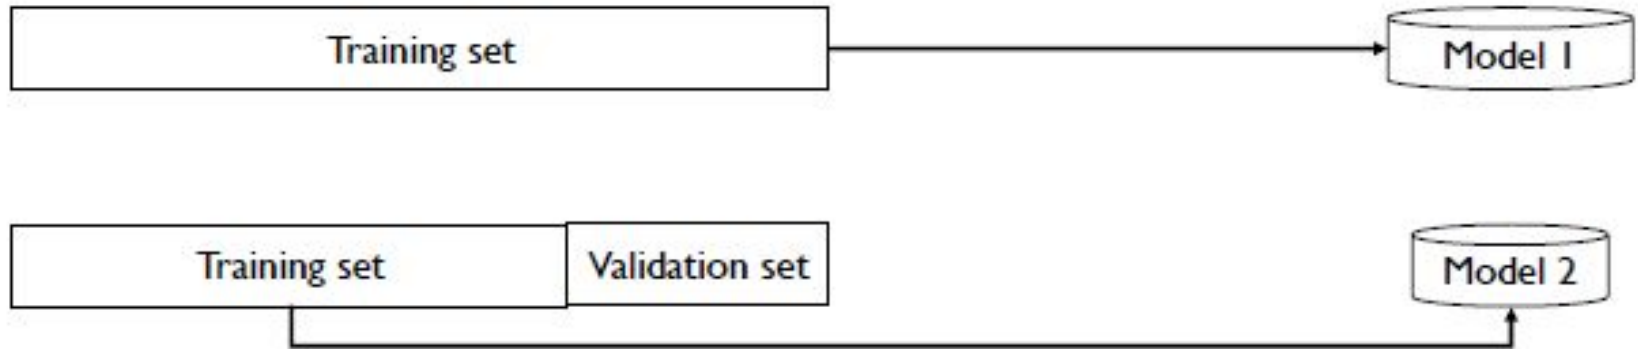 Training set
Model 1
Training set
Validation set
Model 2